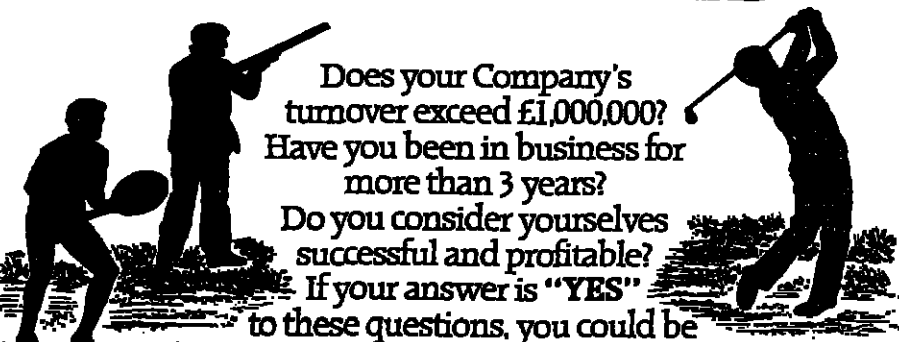 Does your Company's
turnover exceed £1,000,000?
Have you been in business for
more than 3 years?
Do you consider yourselves
successful and profitable?
If your answer is “YES”
to these questions, you could be